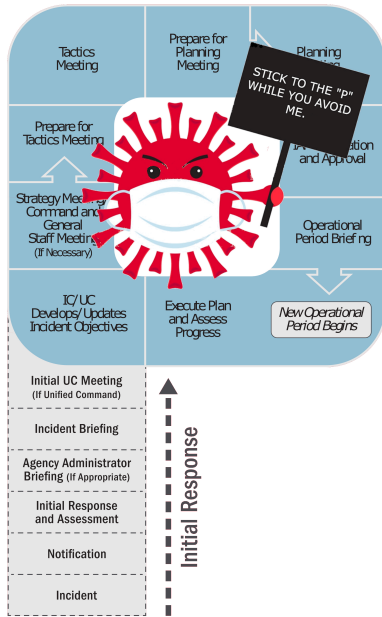 Tactics
Meeting
Prepare for
Planning
Meeting
Planning
STICK TO THE "P"
WHILE YOU AVOID
ME.
Prepare for
Tactics Meeting
and Approval
Strategy
Command and
General
Staff Meeting
(If Necessary)
Operational
Period Briefing
IC/UC
Develops/Updates
Incident Objectives
Execute Plan
and Assess
Progress
New Operational
Period Begins
Initial UC Meeting
(If Unified Command)
Incident Briefing
Agency Administrator
Briefing (If Appropriate)
Initial Response
and Assessment
Notification
Incident
Initial Response